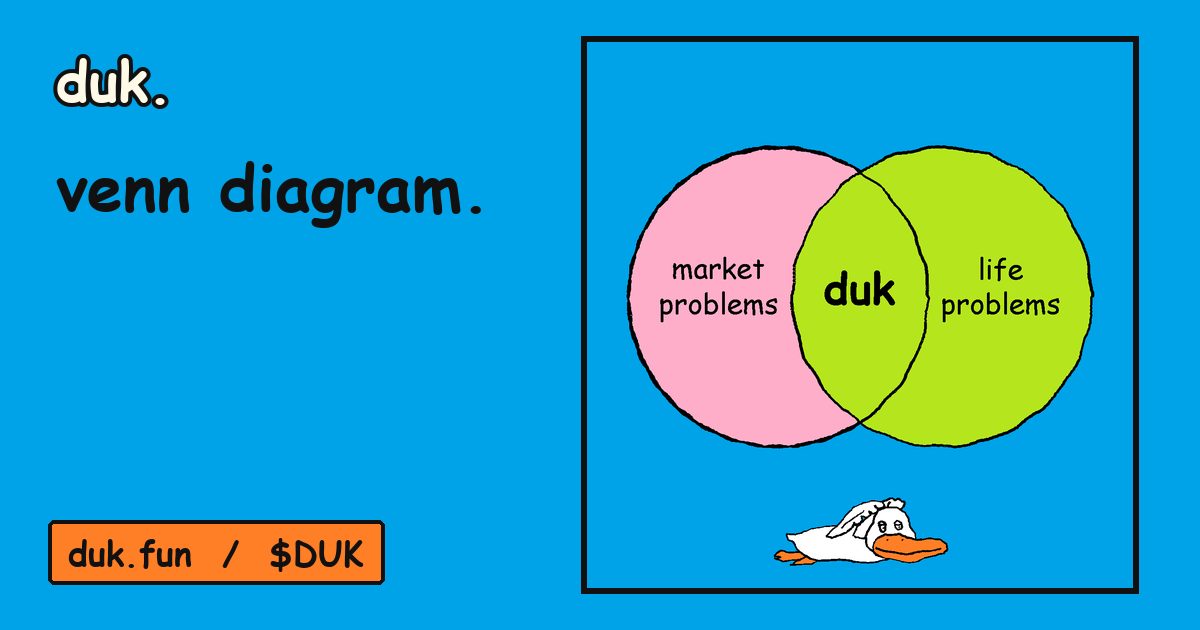 duk.
venn diagram.
market
problems
duk
life
problems
duk.fun / $DUK